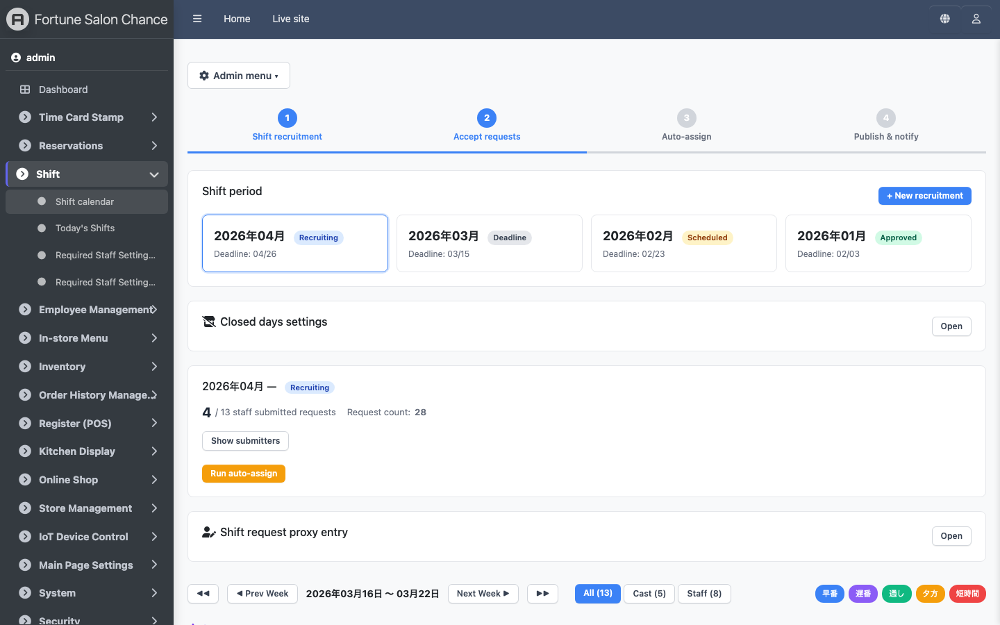 Fortune Salon Chance
Home
Live site
admin
Dashboard
Time Card Stamp
Reservations
Shift
Shift calendar
Today's Shifts
Required Staff Setting...
Required Staff Setting...
Employee Management
In-store Menu
Inventory
Order History Manage...
Register (POS)
Kitchen Display
Online Shop
Store Management
IoT Device Control
Main Page Settings
System
Security
Admin menu ▾
1
Shift recruitment
2
Accept requests
3
Auto-assign
4
Publish & notify
Shift period
+ New recruitment
2026年04月 Recruiting
Deadline: 04/26
2026年03月 Deadline
Deadline: 03/15
2026年02月 Scheduled
Deadline: 02/23
2026年01月 Approved
Deadline: 02/03
Closed days settings
Open
2026年04月 — Recruiting
4 / 13 staff submitted requests Request count: 28
Show submitters
Run auto-assign
Shift request proxy entry
Open
◀◀ ◀ Prev Week 2026年03月16日 〜 03月22日 Next Week ▶ ▶▶ All (13) Cast (5) Staff (8) 早番 遅番 通し 夕方 短時間